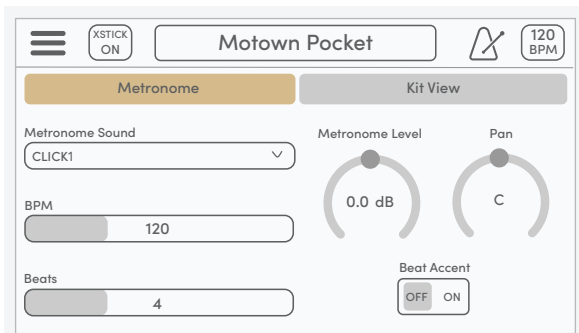 XSTICK
ON
Motown Pocket
120
BPM
Metronome
Kit View
Metronome Sound
CLICK1
Metronome Level
Pan
0.0 dB
C
BPM
120
Beats
4
Beat Accent
OFF ON